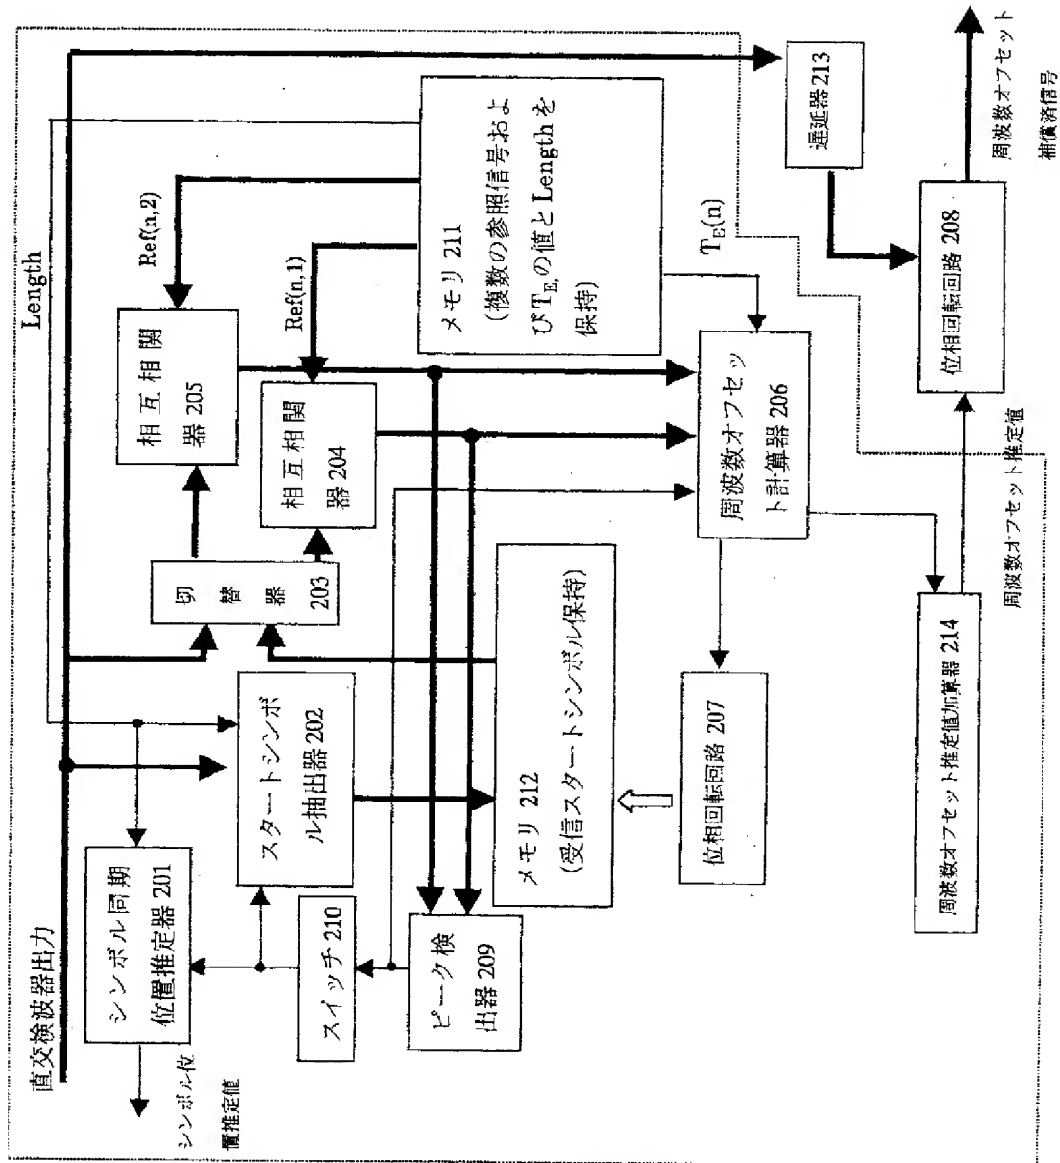 直交検波器出力
Length
シンボル同期
位置推定器 201
シンボル位
置推定値
スタートシンボ
ル抽出器 202
切替器
203
相互相関
器 205
Ref(n,2)
相互相関
器 204
Ref(n,1)
メモリ 211
(複数の参照信号およ
びTEの値とLengthを
保持)
遅延器 213
スイッチ 210
ピーク検
出器 209
メモリ 212
(受信スタートシンボル保持)
周波数オフセッ
ト計算器 206
TE(n)
位相回転回路 207
位相回転回路 208
周波数オフセット
補償済信号
周波数オフセット推定値加算器 214
周波数オフセット推定値